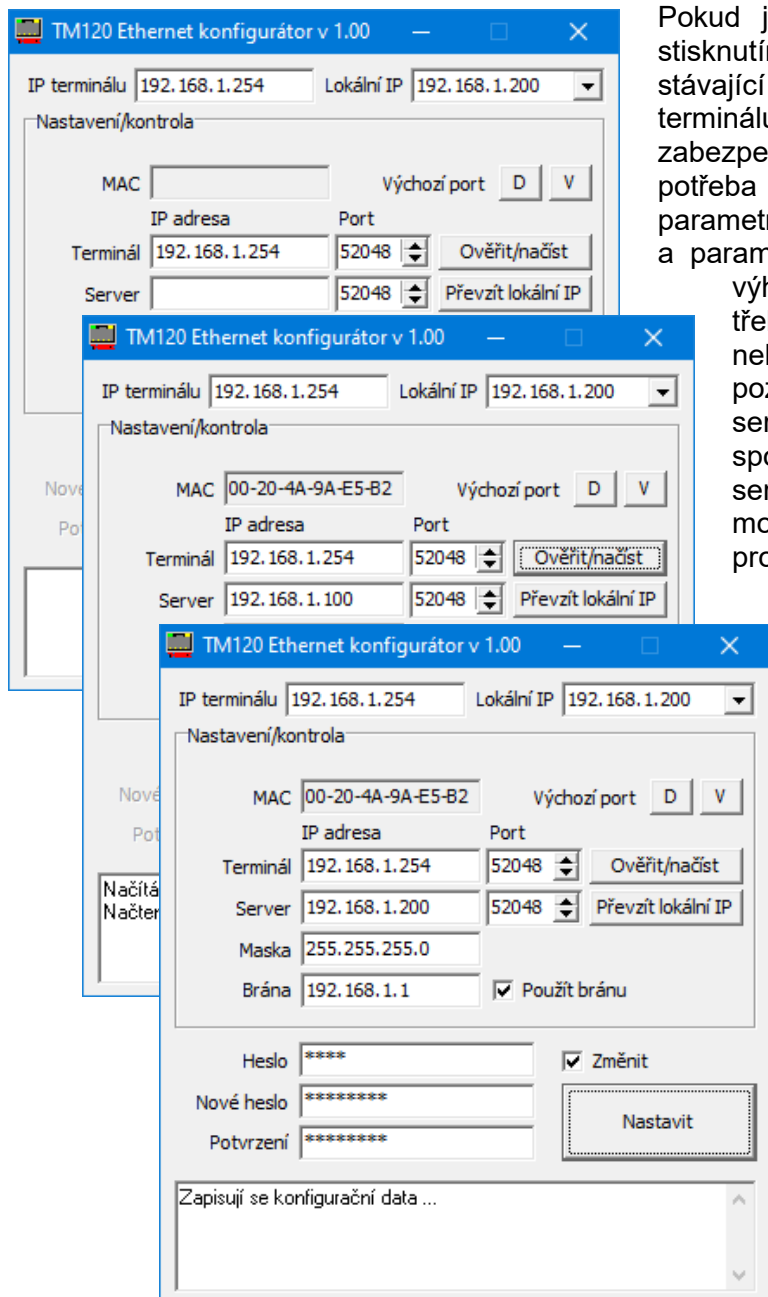 TM120 Ethernet konfigurátor v 1.00
IP terminálu 192.168.1.254 Lokální IP 192.168.1.200
Nastavení/kontrola
MAC Výchozí port D V
IP adresa Port
Terminál 192.168.1.254 52048 Ověřit/načíst
Server 52048 Převzít lokální IP
TM120 Ethernet konfigurátor v 1.00
IP terminálu 192.168.1.254 Lokální IP 192.168.1.200
Nastavení/kontrola
MAC 00-20-4A-9A-E5-B2 Výchozí port D V
IP adresa Port
Terminál 192.168.1.254 52048 Ověřit/načíst
Server 192.168.1.100 52048 Převzít lokální IP
TM120 Ethernet konfigurátor v 1.00
IP terminálu 192.168.1.254 Lokální IP 192.168.1.200
Nastavení/kontrola
MAC 00-20-4A-9A-E5-B2 Výchozí port D V
IP adresa Port
Terminál 192.168.1.254 52048 Ověřit/načíst
Server 192.168.1.200 52048 Převzít lokální IP
Maska 255.255.255.0
Brána 192.168.1.1 Použít bránu
Heslo **** Změnit
Nové heslo ********
Nastavit
Potvrzení ********
Zapisují se konfigurační data ...
Pokud
stávající
potřeba
a